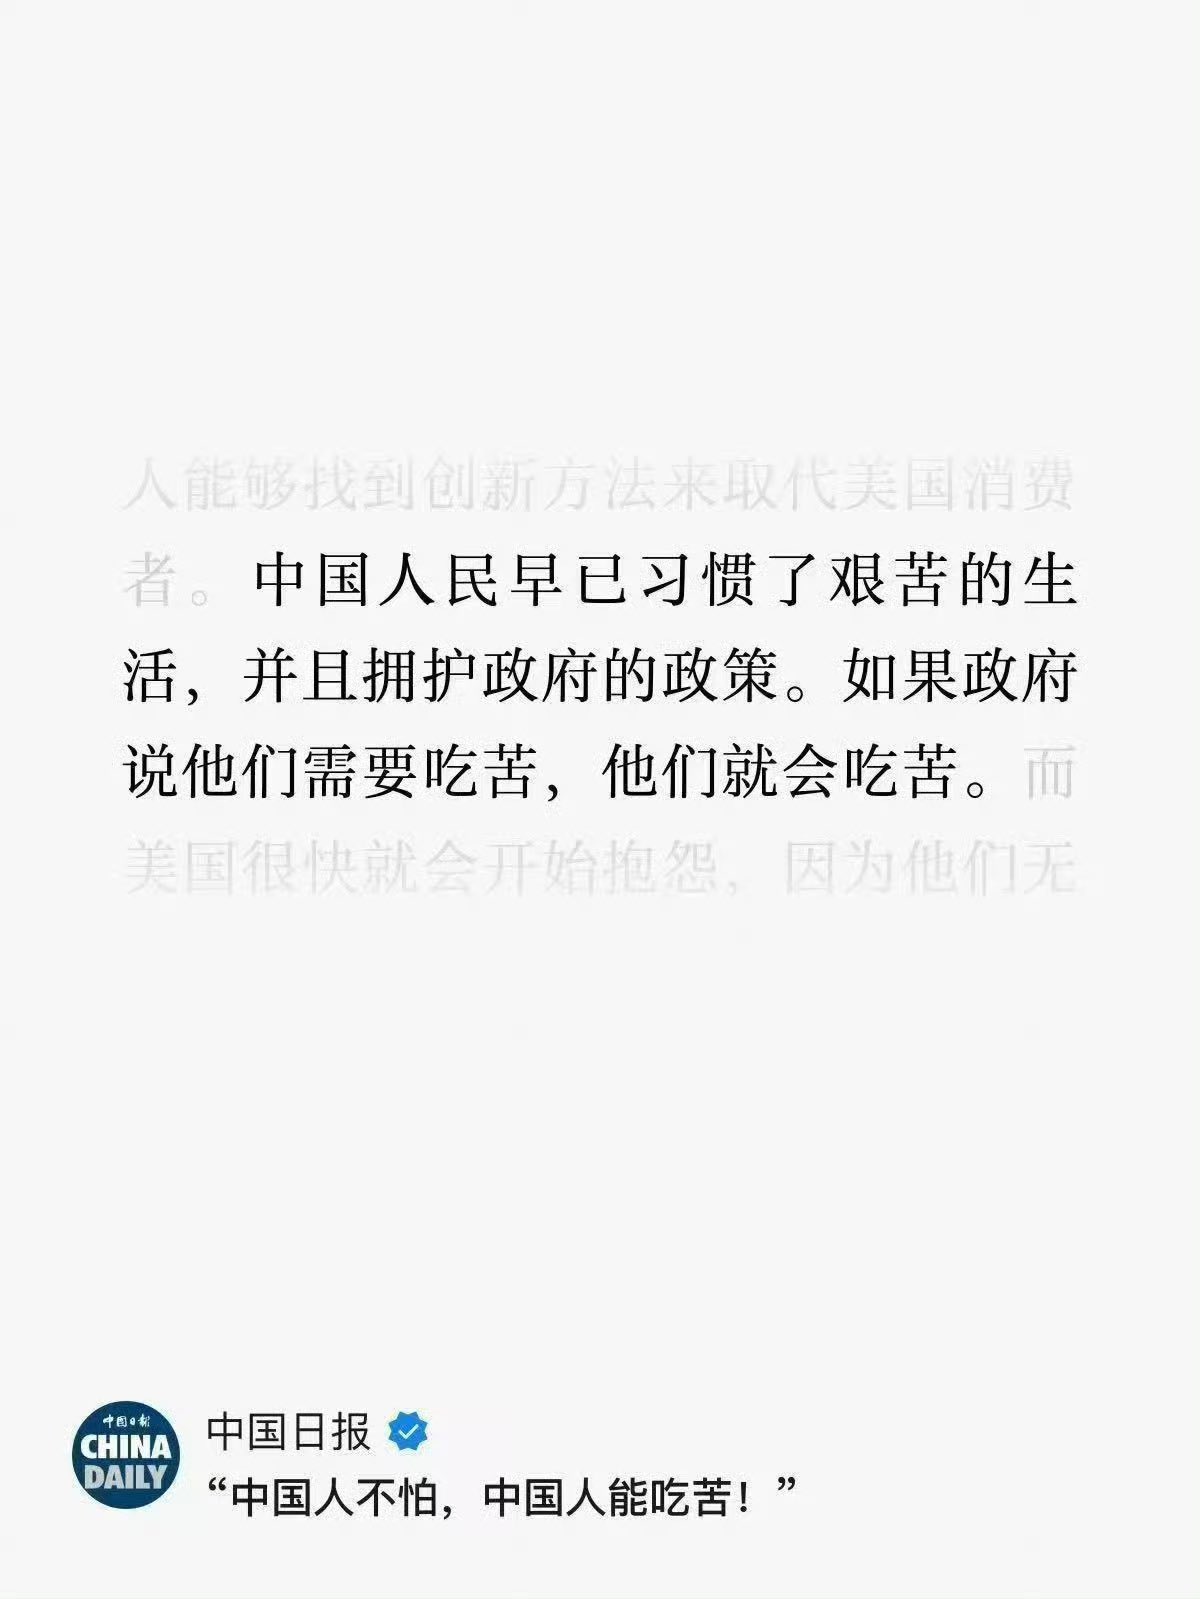 人能够找到创新方法来取代美国消费
者。中国人民早已习惯了艰苦的生
活，并且拥护政府的政策。如果政府
说他们需要吃苦，他们就会吃苦。而
美国很快就会开始抱怨，因为他们无
中国日报
CHINA
DAILY
中国日报
“中国人不怕，中国人能吃苦！”